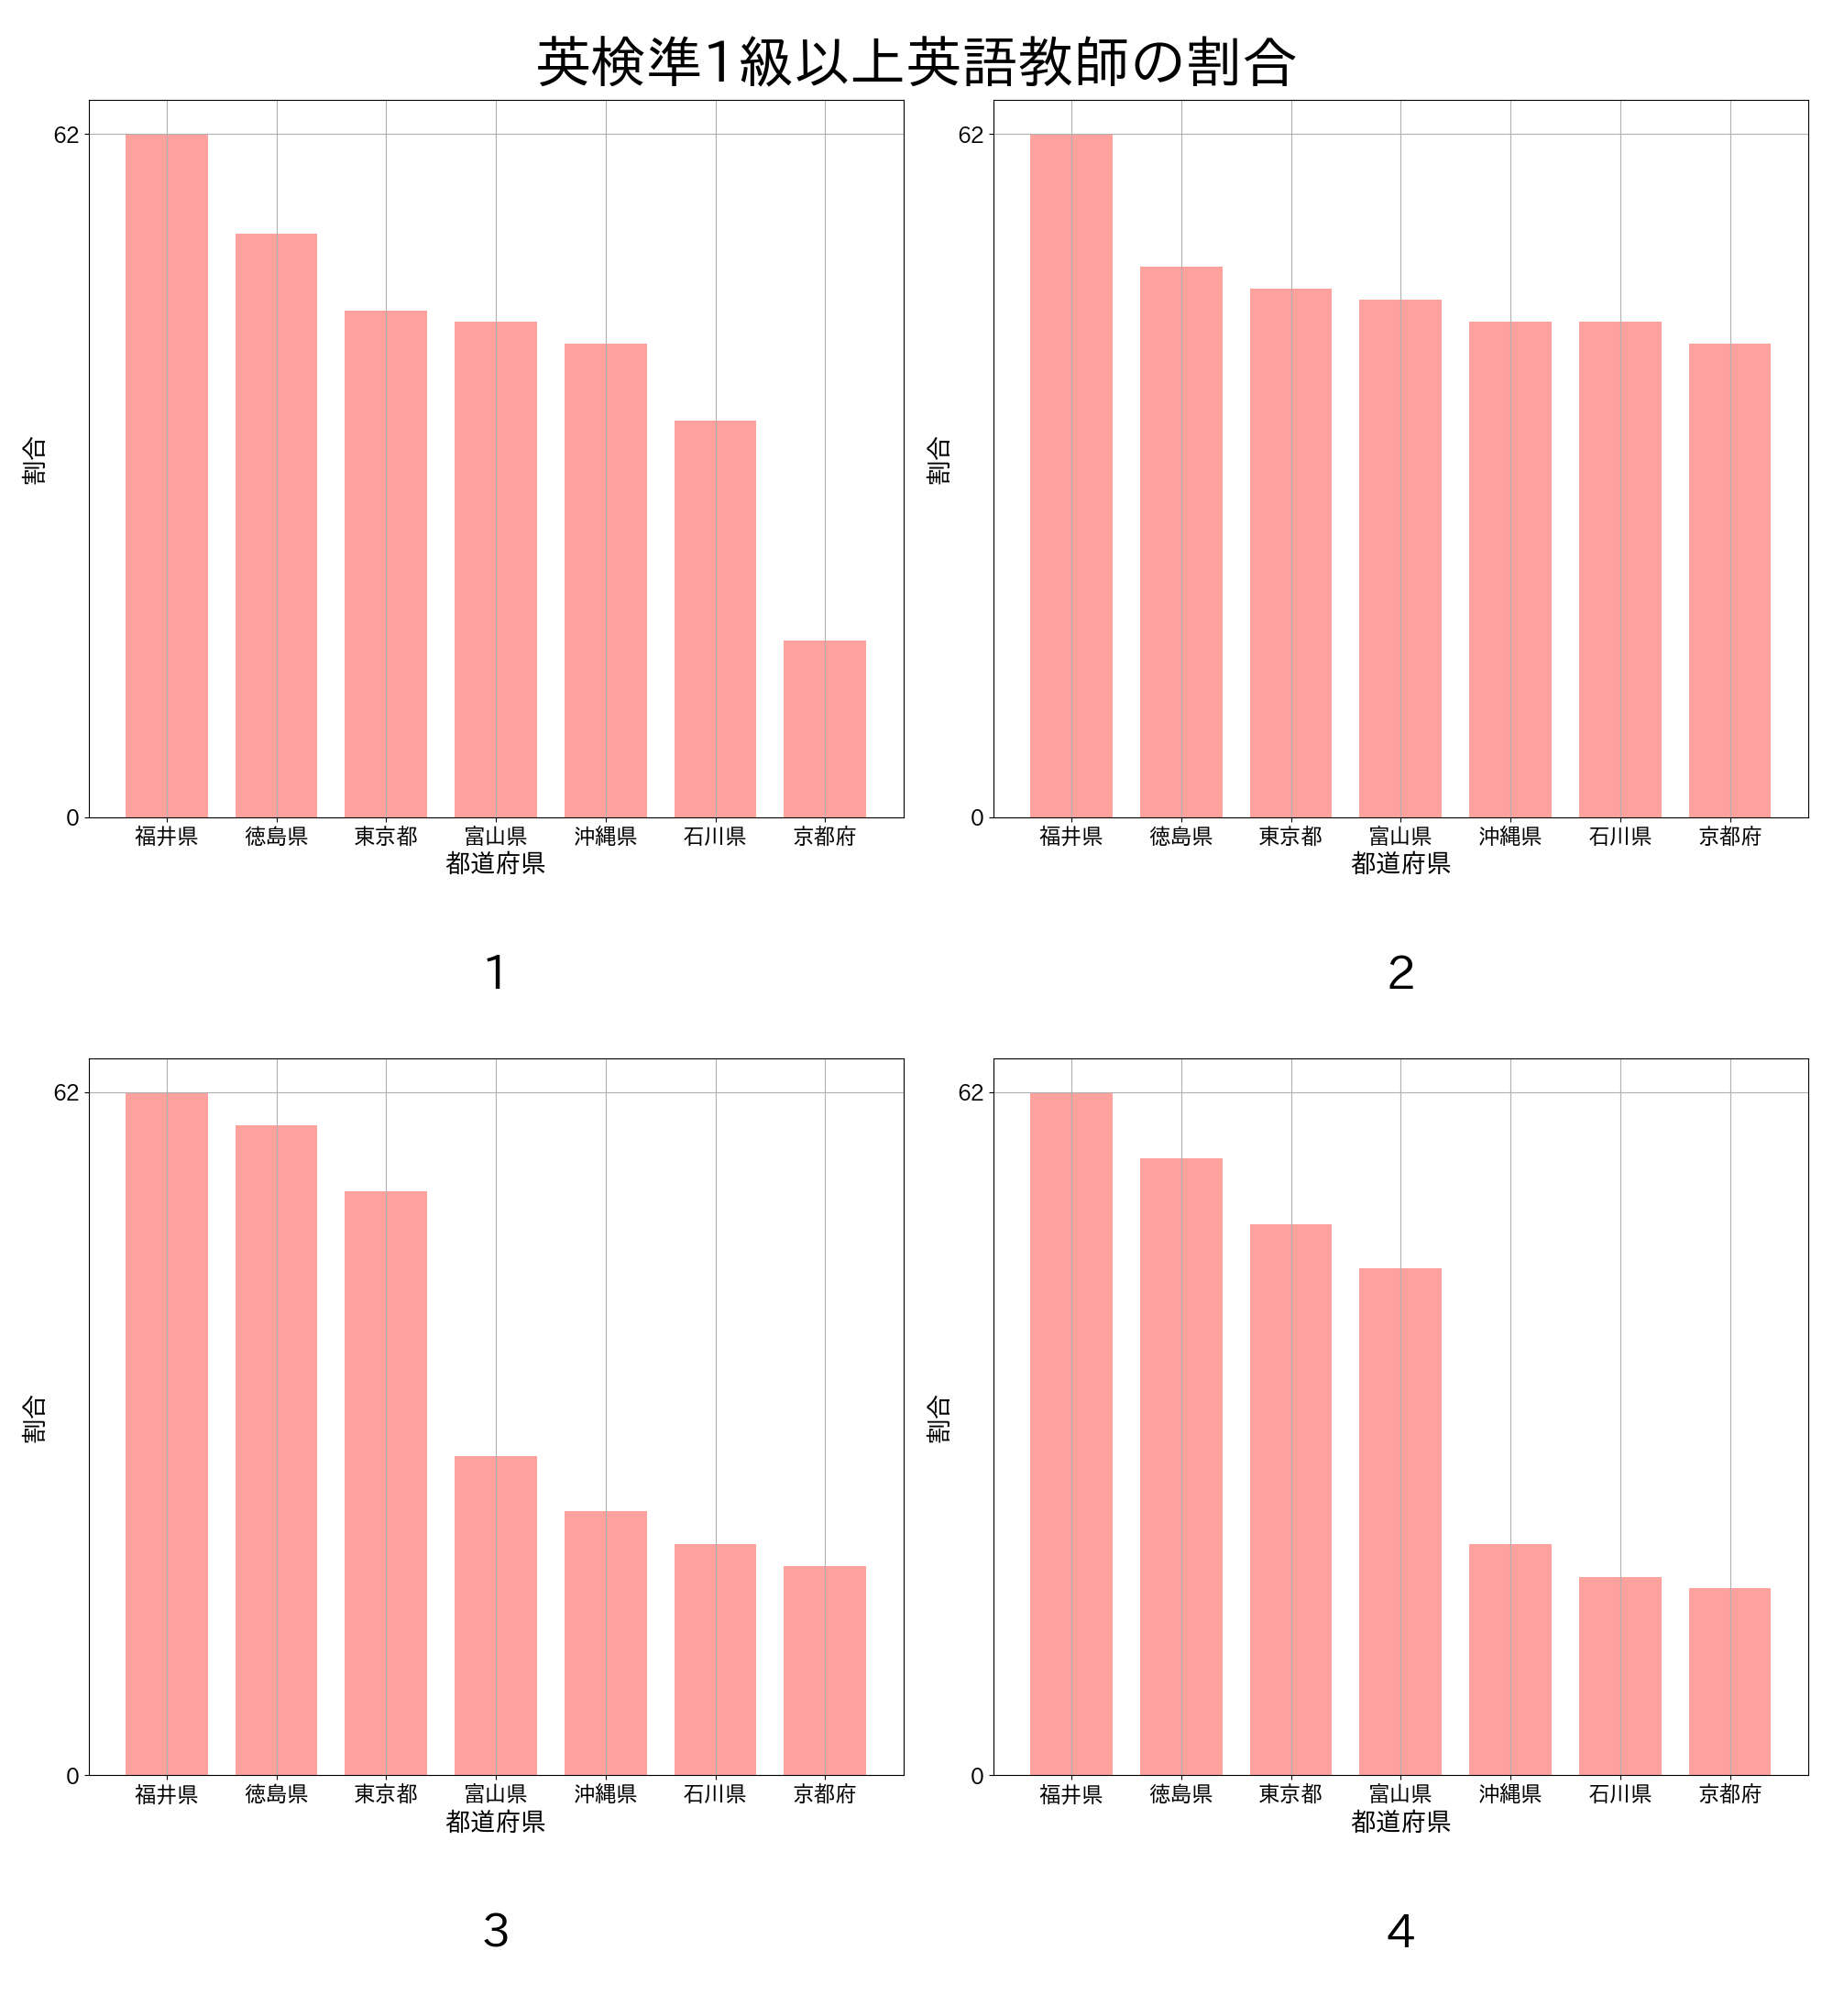 英検準1級以上英語教師の割合
62
0
割合
福井県 徳島県 東京都 富山県 沖縄県 石川県 京都府
都道府県
1
62
0
割合
福井県 徳島県 東京都 富山県 沖縄県 石川県 京都府
都道府県
2
62
0
割合
福井県 徳島県 東京都 富山県 沖縄県 石川県 京都府
都道府県
3
62
0
割合
福井県 徳島県 東京都 富山県 沖縄県 石川県 京都府
都道府県
4